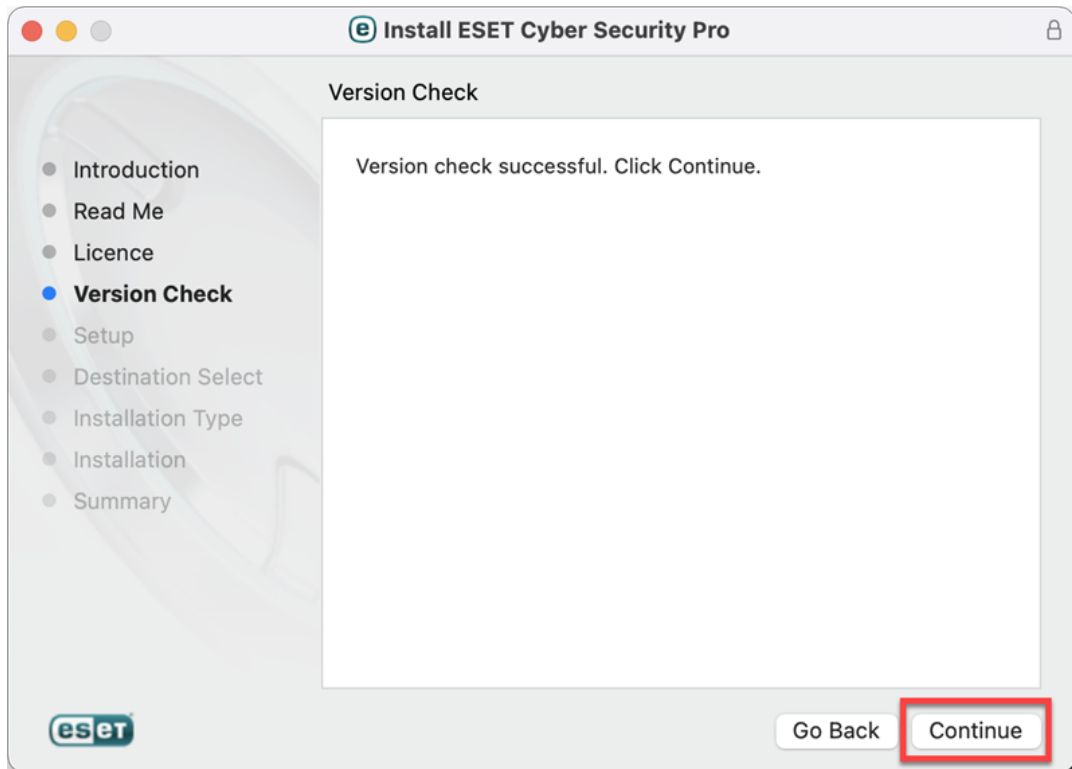 Install ESET Cyber Security Pro
Version Check
Introduction
Read Me
Licence
Version Check
Setup
Destination Select
Installation Type
Installation
Summary
Version check successful. Click Continue.
eseT
Go Back
Continue